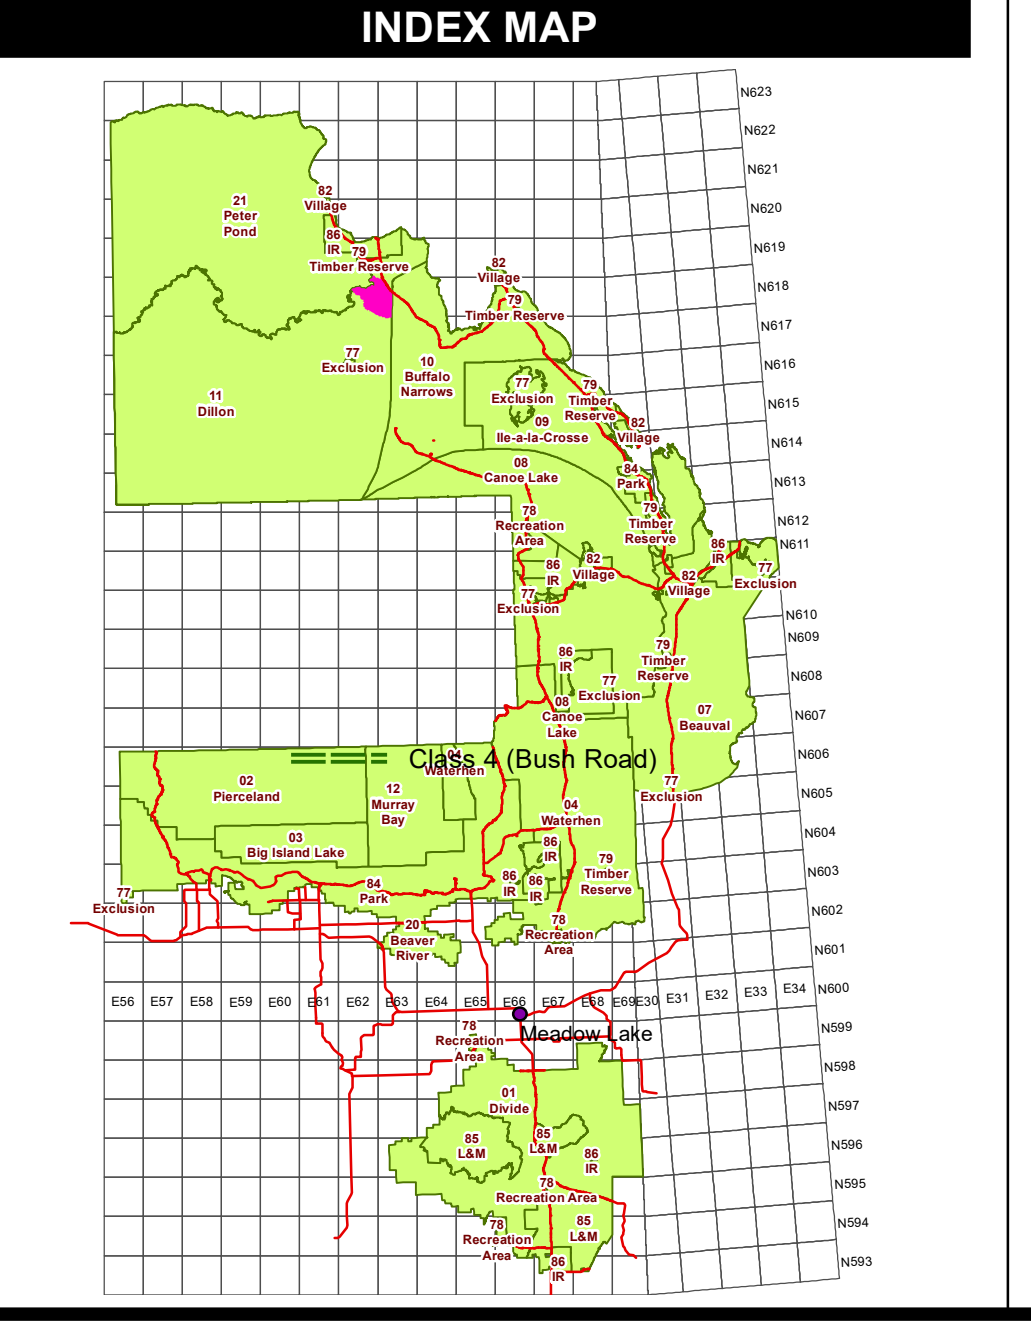 INDEX MAP
N623
N622
N621
N620
N619
N618
N617
N616
N615
N614
N613
N612
N611
N610
N609
N608
N607
N606
N605
N604
N603
N602
N601
N600
N599
N598
N597
N596
N595
N594
N593
21
Peter
Pond
82
Village
86
IR
79
Timber Reserve
82
Village
79
Timber Reserve
77
Exclusion
10
Buffalo
Narrows
11
Dillon
77
Exclusion
09
Ile-a-la-Crosse
79
Timber
Reserve
82
Village
08
Canoe Lake
84
Park
78
Recreation
Area
79
Timber
Reserve
86
IR
82
Village
86
IR
77
Exclusion
77
Exclusion
82
Village
86
IR
77
Exclusion
79
Timber
Reserve
08
Canoe
Lake
07
Beauval
Class 4 (Bush Road)
04
Waterhen
02
Pierceland
12
Murray
Bay
77
Exclusion
04
Waterhen
03
Big Island Lake
86
IR
79
Timber
Reserve
84
Park
86
IR
86
IR
77
Exclusion
20
Beaver
River
78
Recreation
Area
E56 E57 E58 E59 E60 E61 E62 E63 E64 E65 E66 E67 E68 E69 E30 E31 E32 E33 E34
Meadow Lake
78
Recreation
Area
01
Divide
85
L&M
85
L&M
86
IR
78
Recreation Area
78
Recreation
Area
85
L&M
86
IR